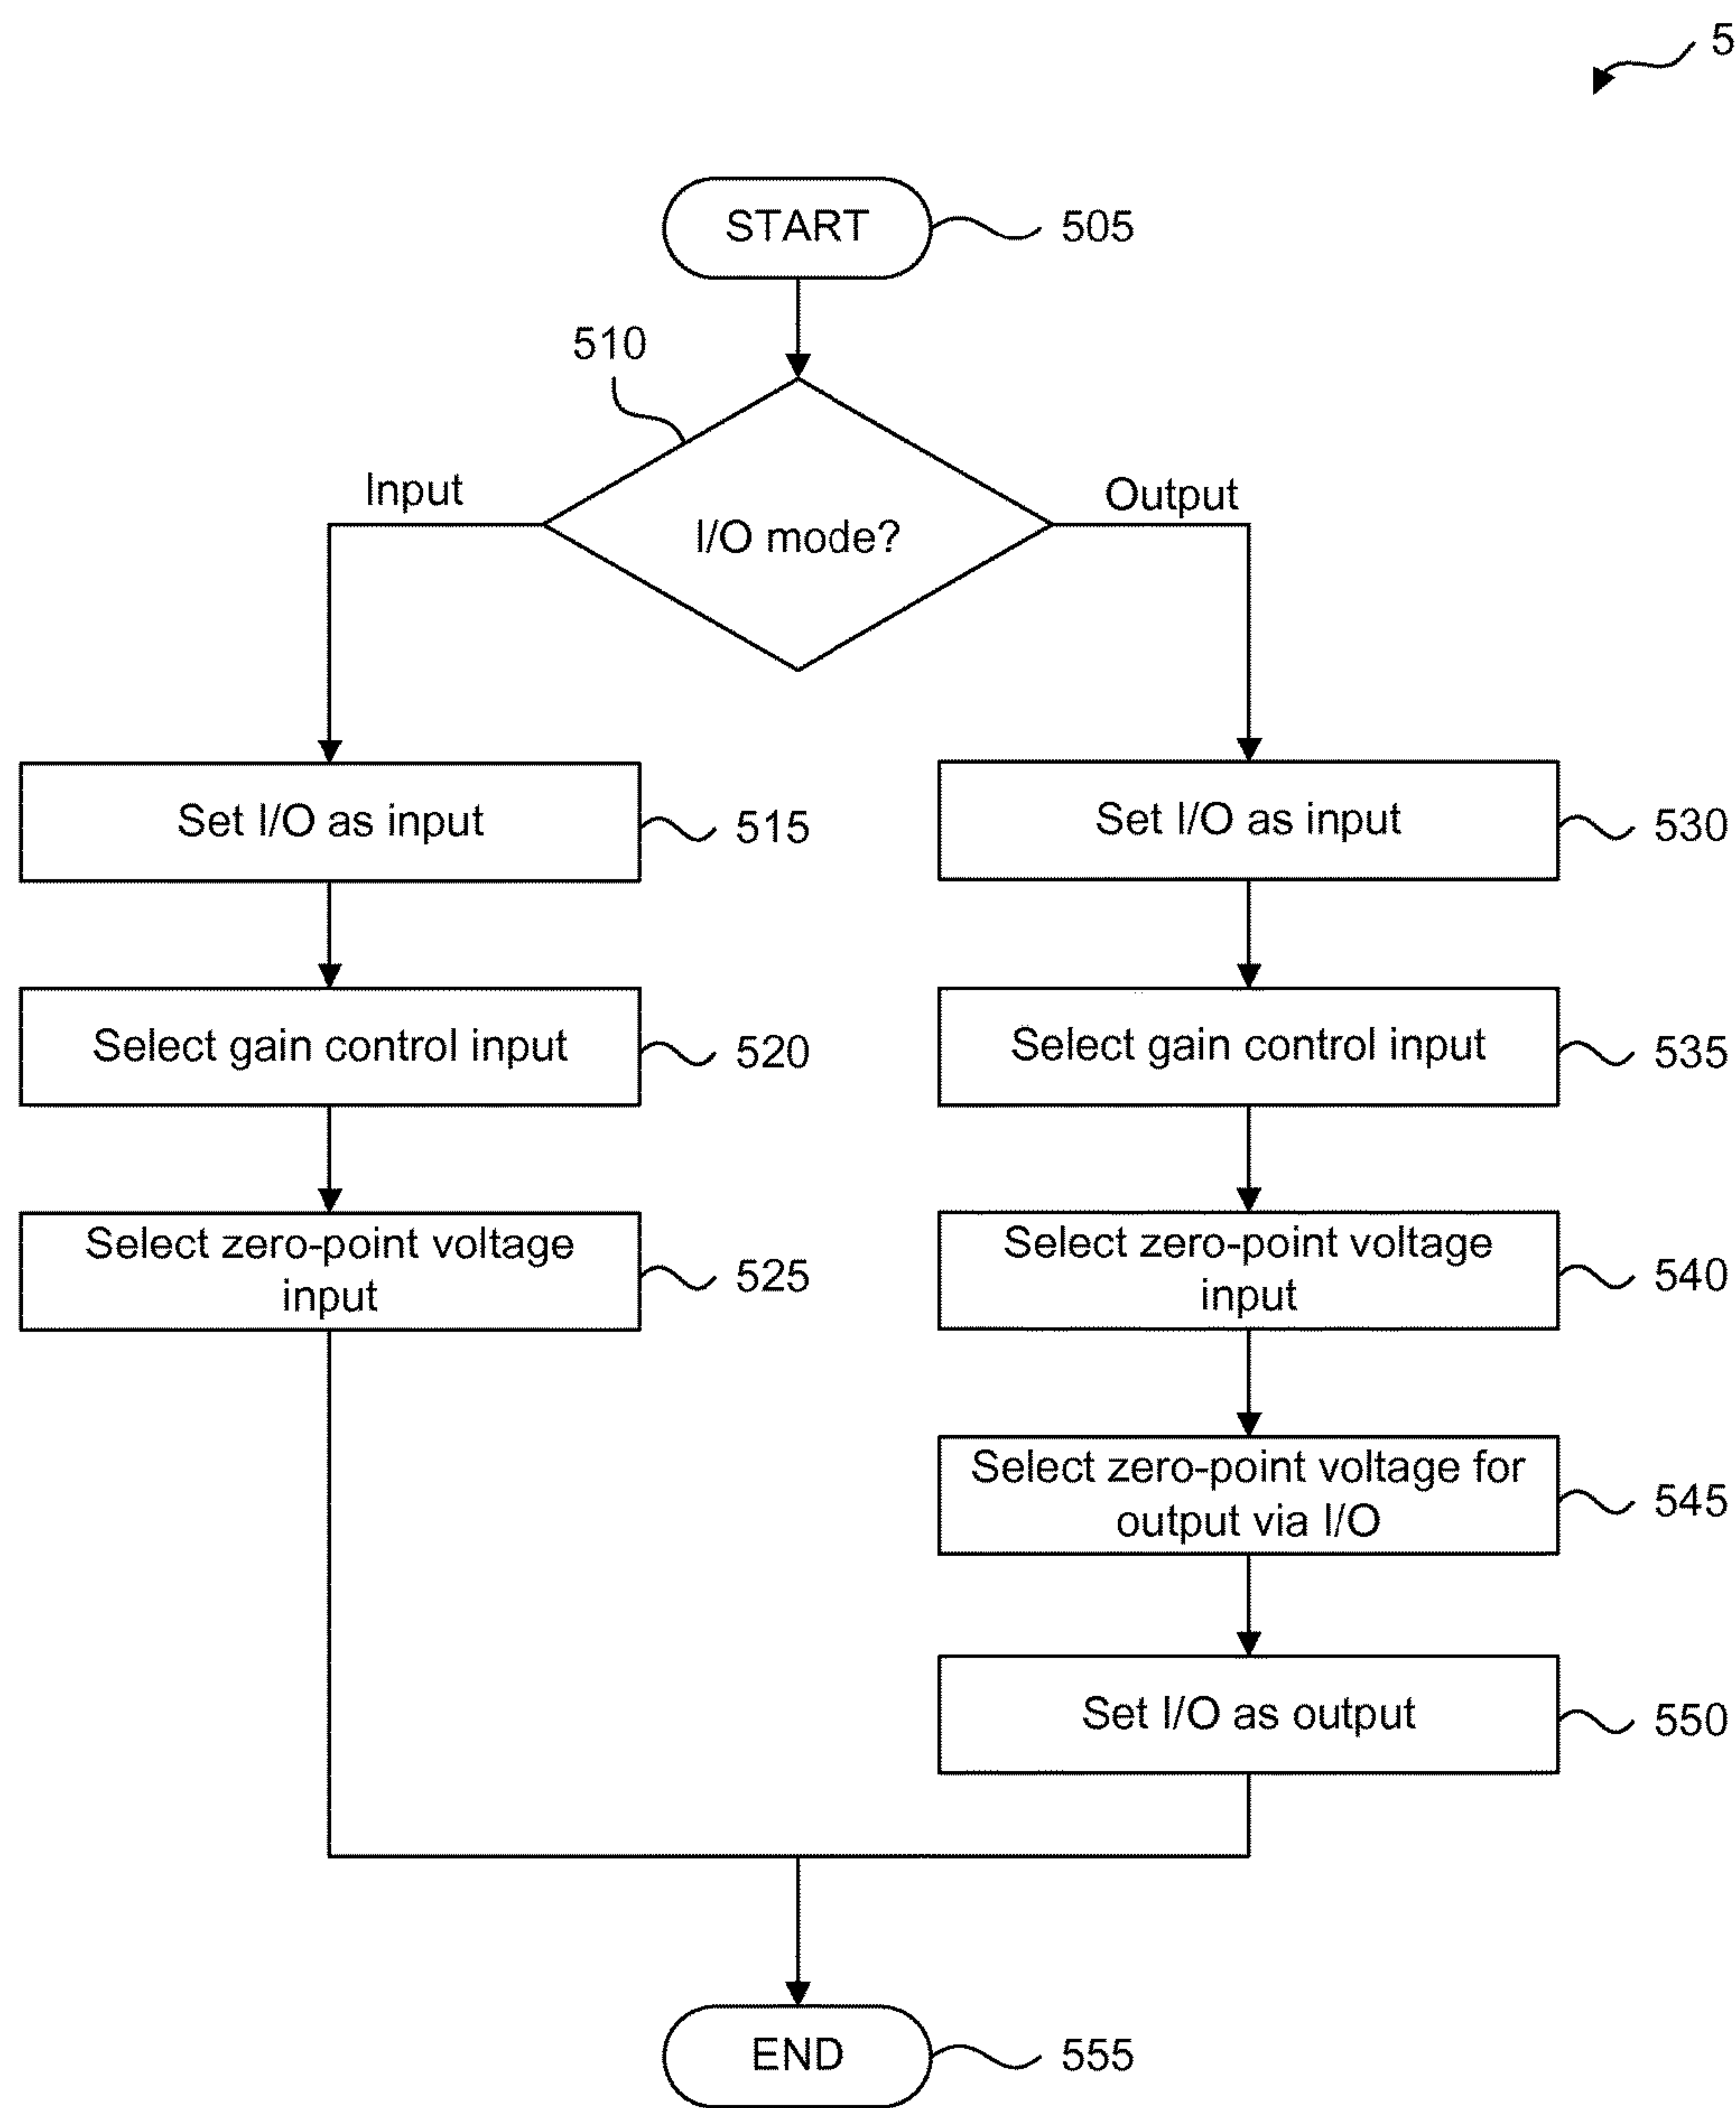 5
START
505
510
Input
Output
I/O mode?
Set I/O as input
515
Set I/O as input
530
Select gain control input
520
Select gain control input
535
Select zero-point voltage
input
525
Select zero-point voltage
input
540
Select zero-point voltage for
output via I/O
545
Set I/O as output
550
END
555